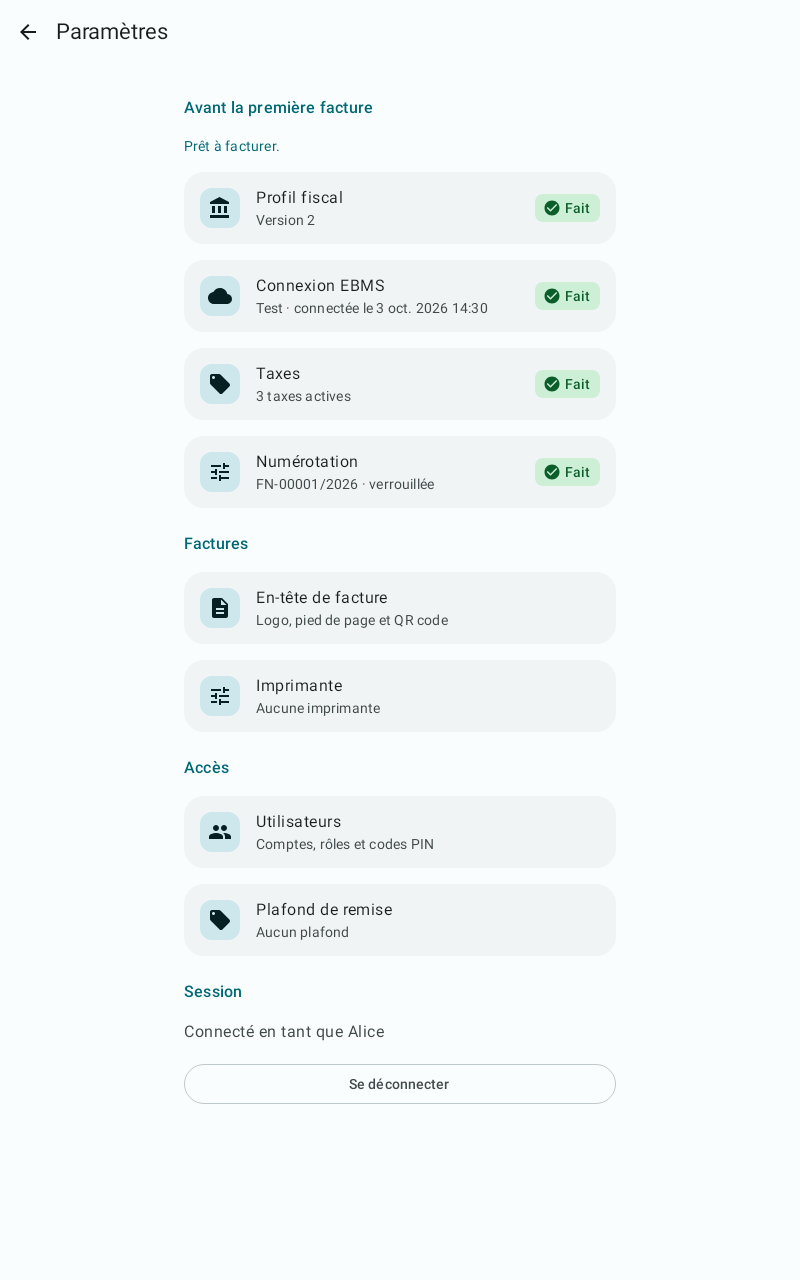 Paramètres
Avant la première facture
Prêt à facturer.
Profil fiscal
Version 2
Fait
Connexion EBMS
Test · connectée le 3 oct. 2026 14:30
Fait
Taxes
3 taxes actives
Fait
Numérotation
FN-00001/2026 · verrouillée
Fait
Factures
En-tête de facture
Logo, pied de page et QR code
Imprimante
Aucune imprimante
Accès
Utilisateurs
Comptes, rôles et codes PIN
Plafond de remise
Aucun plafond
Session
Connecté en tant que Alice
Se déconnecter